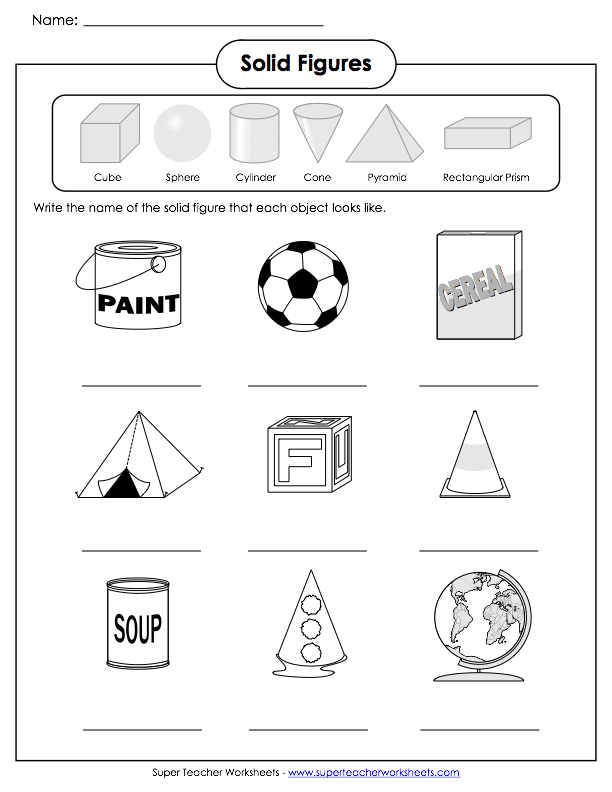 Name:
Solid Figures
Cube Sphere Cylinder Cone Pyramid Rectangular Prism
Write the name of the solid figure that each object looks like.
PAINT
CEREAL
F
SOUP
Super Teacher Worksheets - www.superteacherworksheets.com